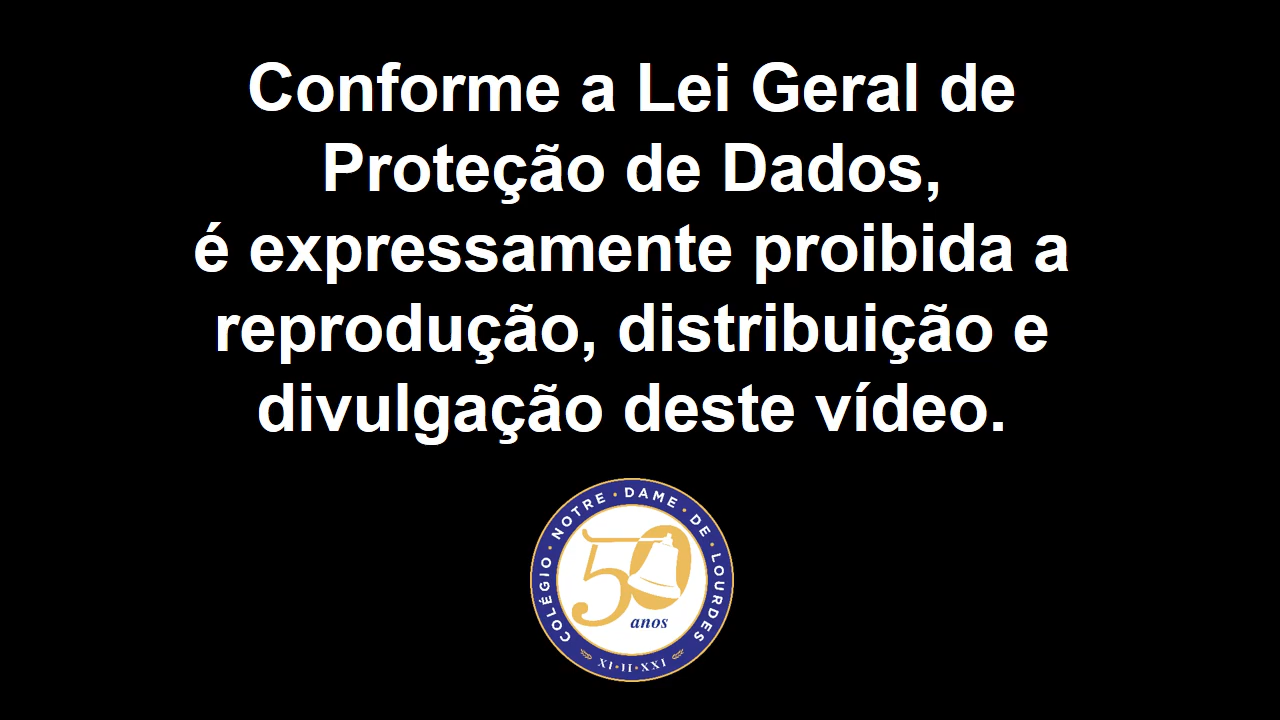 Conforme a Lei Geral de
Proteção de Dados,
é expressamente proibida a
reprodução, distribuição e
divulgação deste vídeo.
COLÉGIO • NOTRE • DAME • DE • LOURDES
50
anos
XI•II•XXI